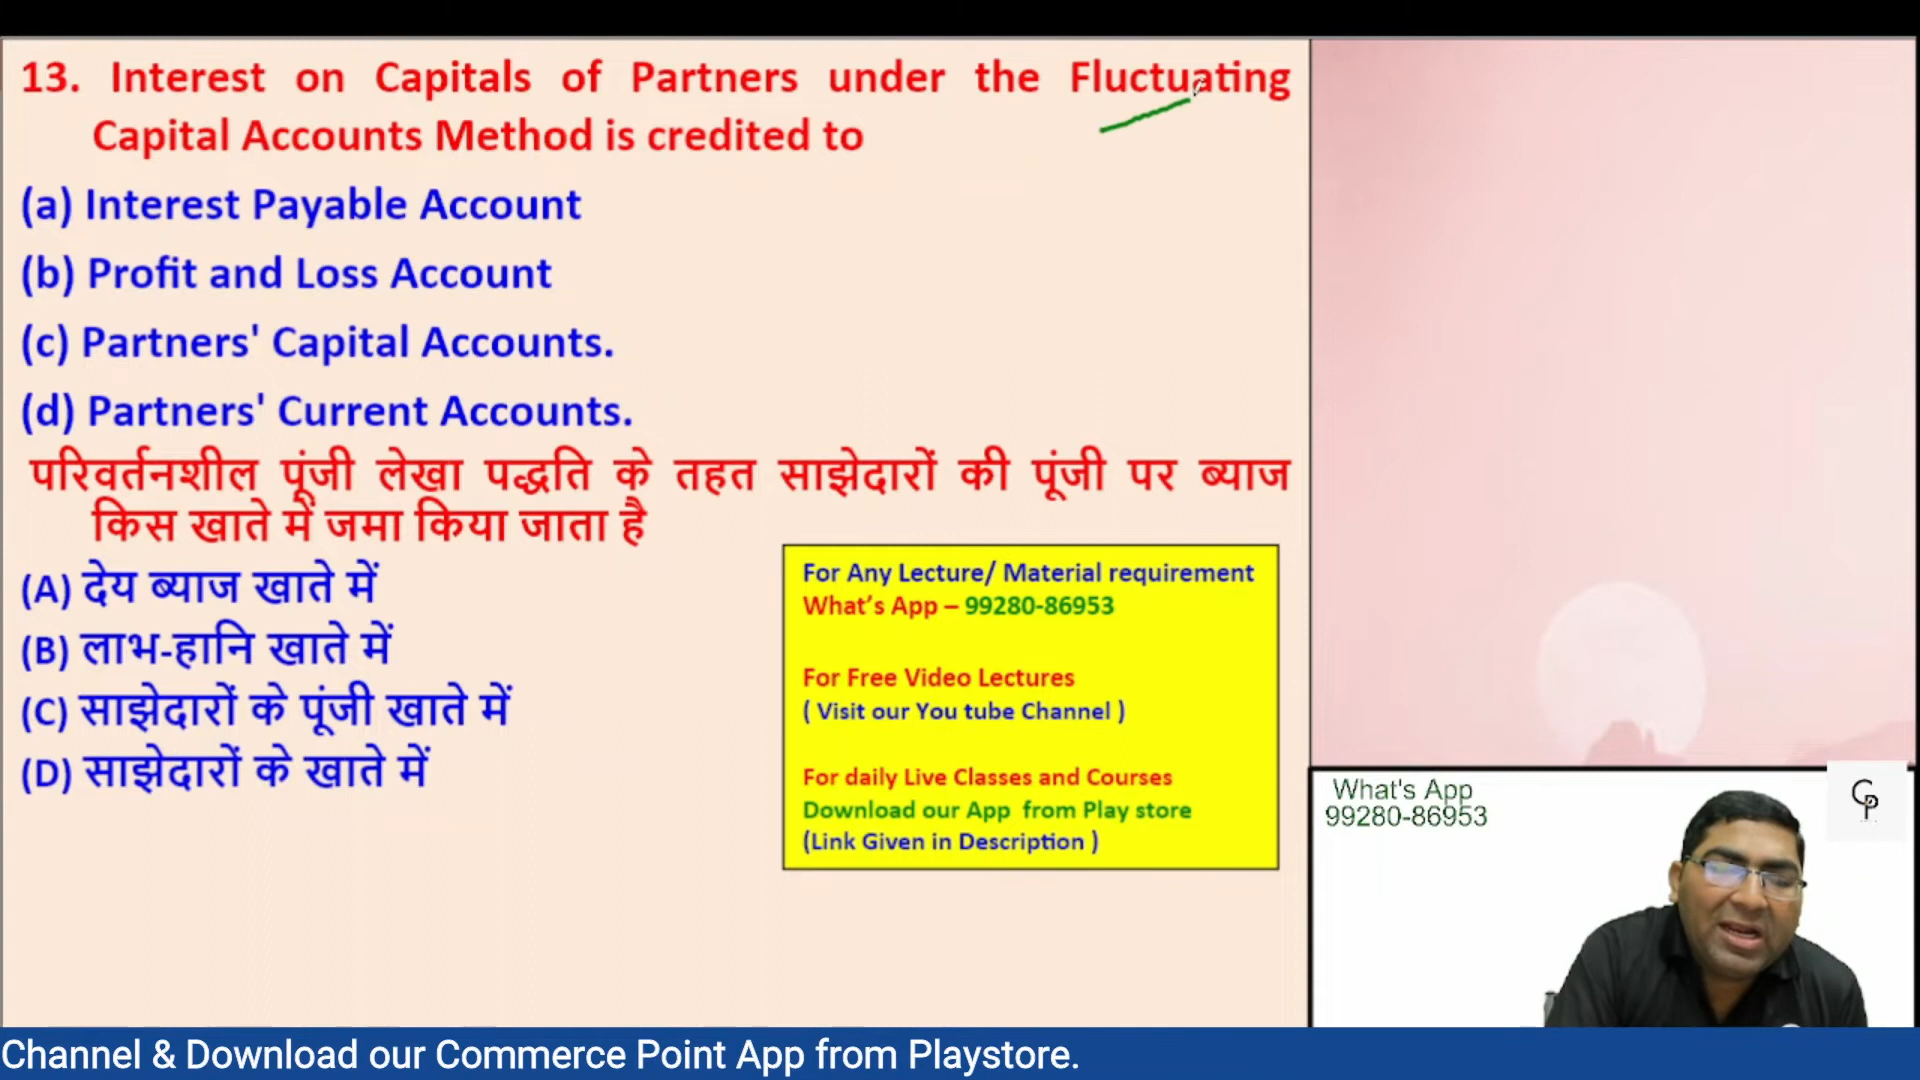 13. Interest on Capitals of Partners under the Fluctuating
Capital Accounts Method is credited to
(a) Interest Payable Account
(b) Profit and Loss Account
(c) Partners' Capital Accounts.
(d) Partners' Current Accounts.
परिवर्तनशील पूंजी लेखा पद्धति के तहत साझेदारों की पूंजी पर ब्याज
किस खाते में जमा किया जाता है
(A) देय ब्याज खाते में
(B) लाभ-हानि खाते में
(C) साझेदारों के पूंजी खाते में
(D) साझेदारों के खाते में
For Any Lecture/ Material requirement
What's App – 99280-86953
For Free Video Lectures
( Visit our You tube Channel )
For daily Live Classes and Courses
Download our App from Play store
(Link Given in Description )
What's App
99280-86953
CP
Channel & Download our Commerce Point App from Playstore.